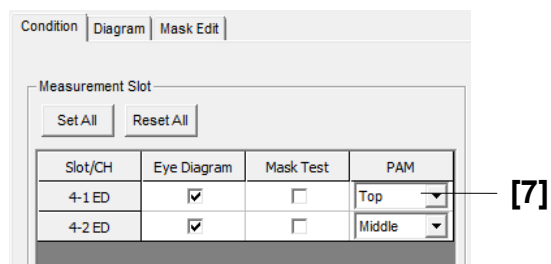 Condition Diagram Mask Edit
Measurement Slot
Set All Reset All
Slot/CH Eye Diagram Mask Test PAM
4-1 ED Top [7]
4-2 ED Middle